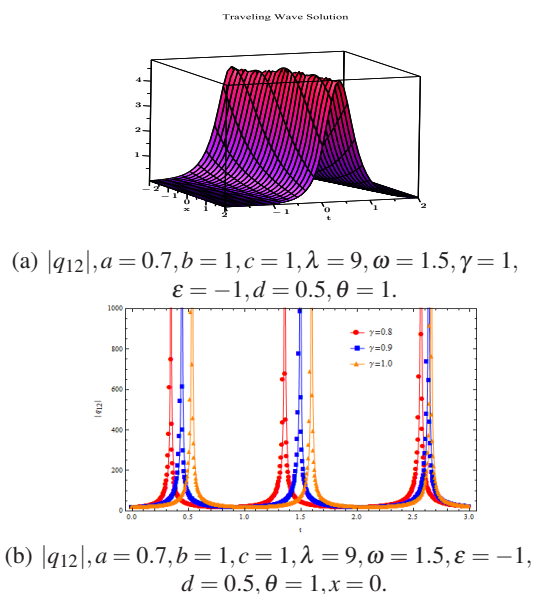 Traveling Wave Solution
4
3
2
1
−2 −1 0 1 2
x
−1 0 1 2
t
(a) |q₁₂|, a = 0.7, b = 1, c = 1, λ = 9, ω = 1.5, γ = 1,
ε = −1, d = 0.5, θ = 1.
1000
800
600
400
200
0
|q₁₂|
γ=0.8
γ=0.9
γ=1.0
0.0 0.5 1.0 1.5 2.0 2.5 3.0
t
(b) |q₁₂|, a = 0.7, b = 1, c = 1, λ = 9, ω = 1.5, ε = −1,
d = 0.5, θ = 1, x = 0.